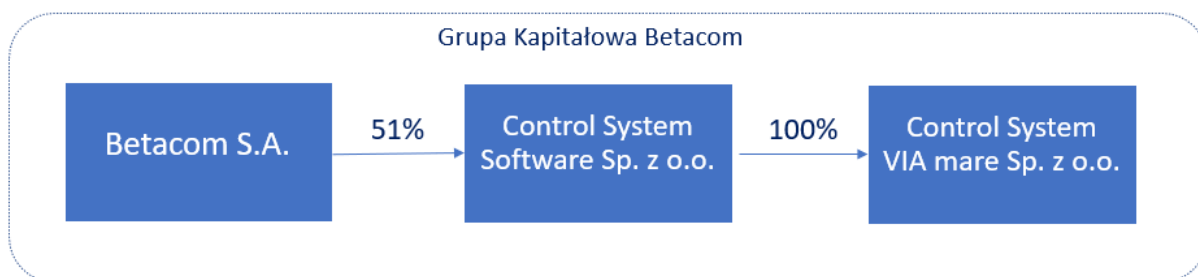 Grupa Kapitałowa Betacom
Betacom S.A.
51%
Control System
Software Sp. z o.o.
100%
Control System
VIA mare Sp. z o.o.